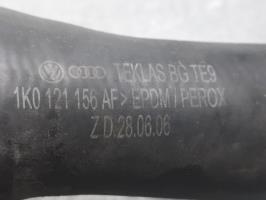 TEKLAS BG TE9
1K0 121 156 AF > EPDM / PEROX
Z.D.28.06.06